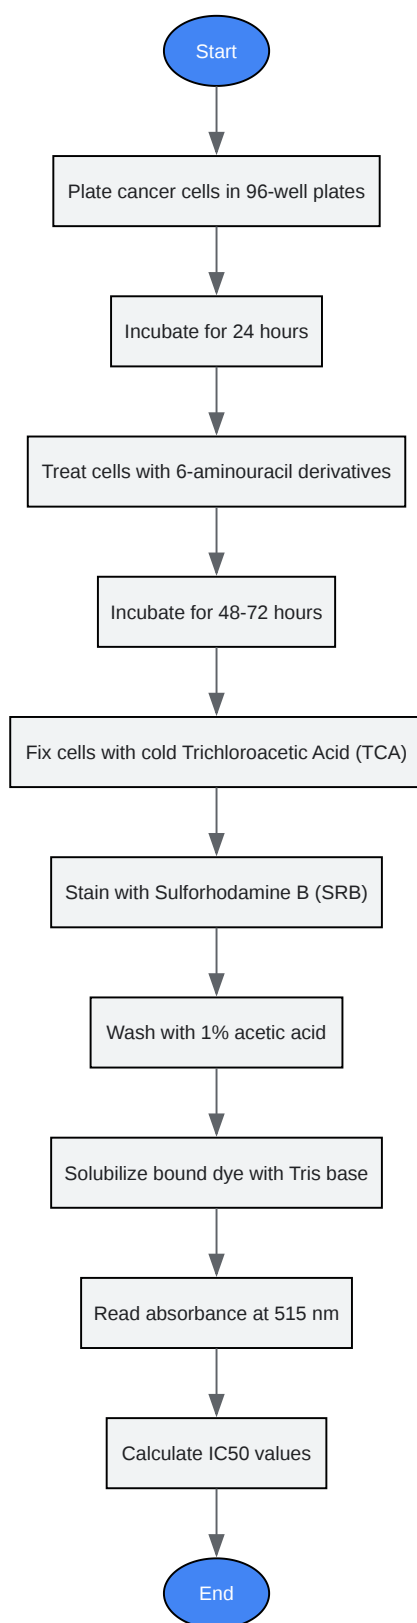 Start
Plate cancer cells in 96-well plates
Incubate for 24 hours
Treat cells with 6-aminouracil derivatives
Incubate for 48-72 hours
Fix cells with cold Trichloroacetic Acid (TCA)
Stain with Sulforhodamine B (SRB)
Wash with 1% acetic acid
Solubilize bound dye with Tris base
Read absorbance at 515 nm
Calculate IC50 values
End